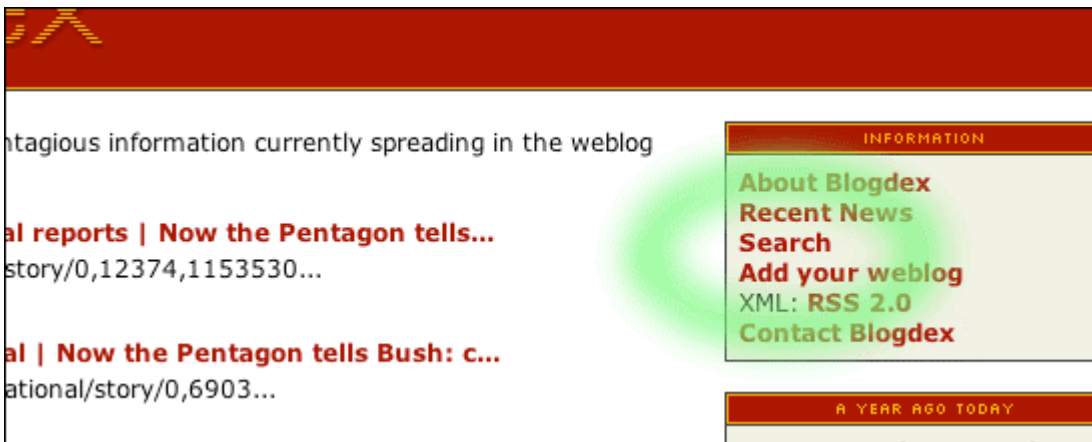 ntagious information currently spreading in the weblog
al reports | Now the Pentagon tells...
story/0,12374,1153530...
al | Now the Pentagon tells Bush: c...
ational/story/0,6903...
INFORMATION
About Blogdex
Recent News
Search
Add your weblog
XML: RSS 2.0
Contact Blogdex
A YEAR AGO TODAY